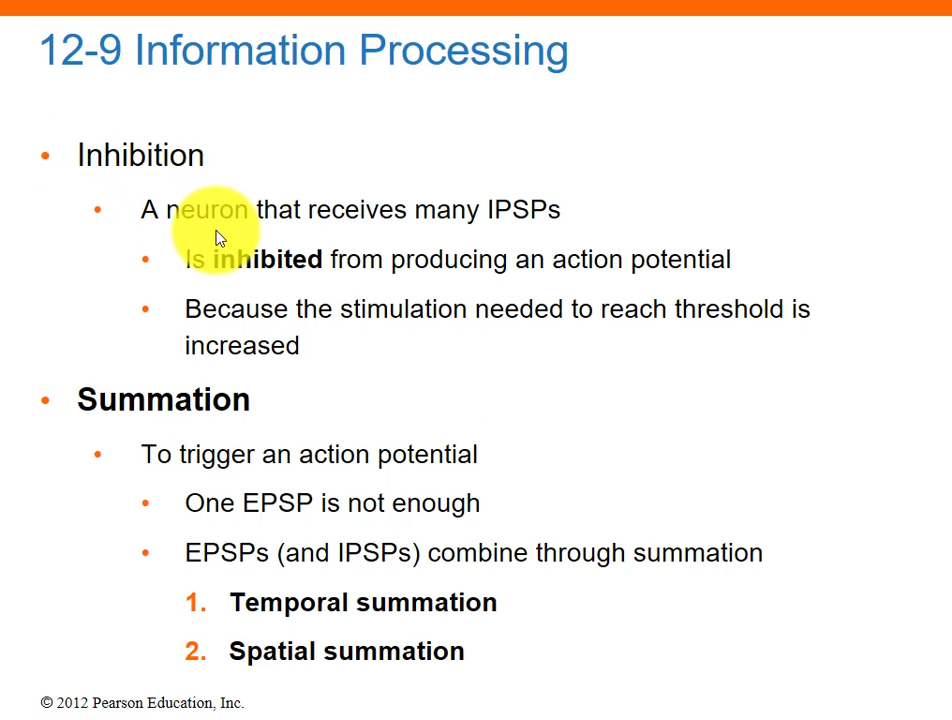 12-9 Information Processing
• Inhibition
• A neuron that receives many IPSPs
• Is inhibited from producing an action potential
• Because the stimulation needed to reach threshold is
increased
• Summation
• To trigger an action potential
• One EPSP is not enough
• EPSPs (and IPSPs) combine through summation
1. Temporal summation
2. Spatial summation
© 2012 Pearson Education, Inc.